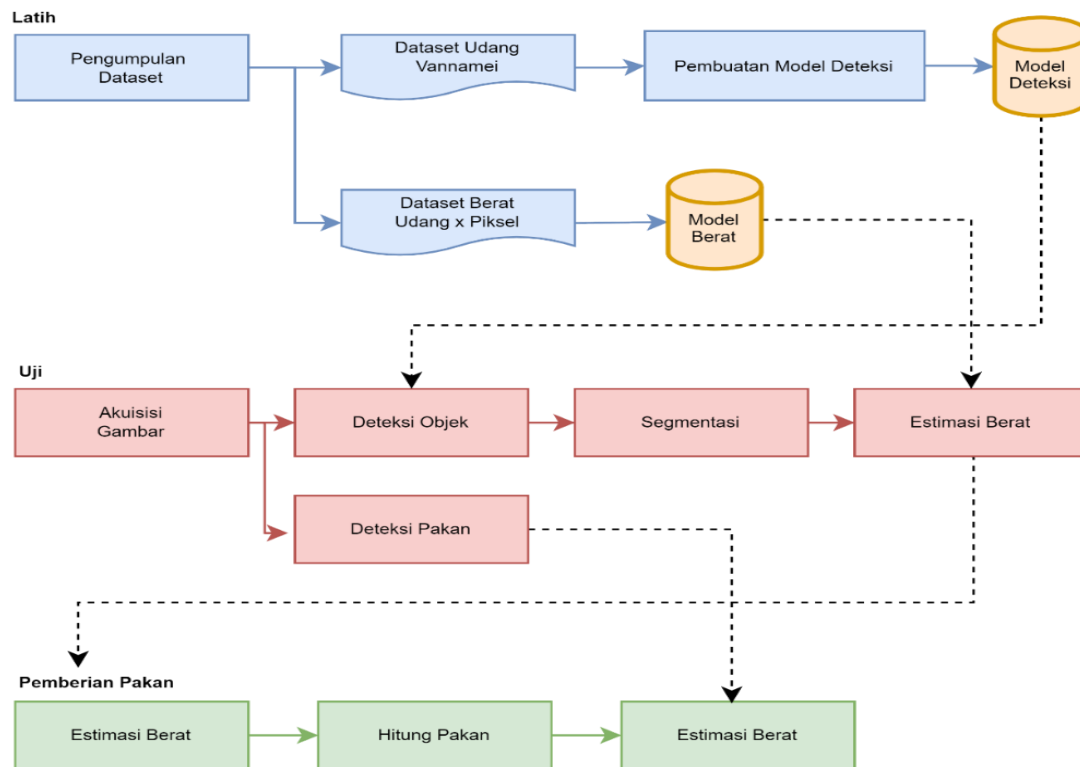 Latih
Pengumpulan
Dataset
Dataset Udang
Vannamei
Pembuatan Model Deteksi
Model
Deteksi
Dataset Berat
Udang x Piksel
Model
Berat
Uji
Akuisisi
Gambar
Deteksi Objek
Segmentasi
Estimasi Berat
Deteksi Pakan
Pemberian Pakan
Estimasi Berat
Hitung Pakan
Estimasi Berat